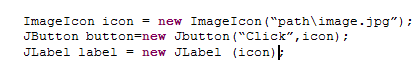 ImageIcon icon = new ImageIcon(“path\image.jpg”);
JButton button=new Jbutton(“Click”,icon);
JLabel label = new JLabel (icon);